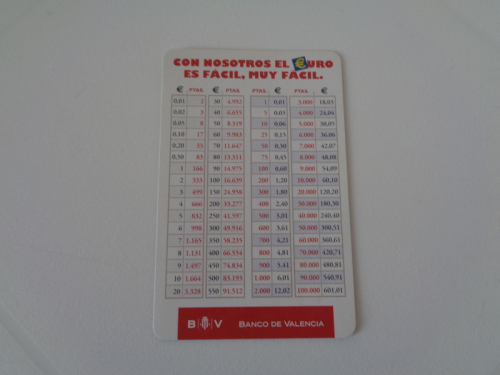 CON NOSOTROS EL €URO
ES FÁCIL, MUY FÁCIL.
€ PTAS. € PTAS. PTAS. € PTAS. €
0,01 2 30 4.992 1 0,01 3.000 18,03
0,02 3 40 6.655 5 0,03 4.000 24,04
0,05 8 50 8.319 10 0,06 5.000 30,05
0,10 17 60 9.983 25 0,15 6.000 36,06
0,20 33 70 11.647 50 0,30 7.000 42,07
0,50 83 80 13.311 75 0,45 8.000 48,08
1 166 90 14.975 100 0,60 9.000 54,09
2 333 100 16.639 200 1,20 10.000 60,10
3 499 150 24.958 300 1,80 20.000 120,20
4 666 200 33.277 400 2,40 30.000 180,30
5 832 250 41.597 500 3,01 40.000 240,40
6 998 300 49.916 600 3,61 50.000 300,51
7 1.165 350 58.235 700 4,21 60.000 360,61
8 1.331 400 66.554 800 4,81 70.000 420,71
9 1.497 450 74.874 900 5,41 80.000 480,81
10 1.664 500 83.193 1.000 6,01 90.000 540,91
20 3.328 550 91.512 2.000 12,02 100.000 601,01
B V BANCO DE VALENCIA